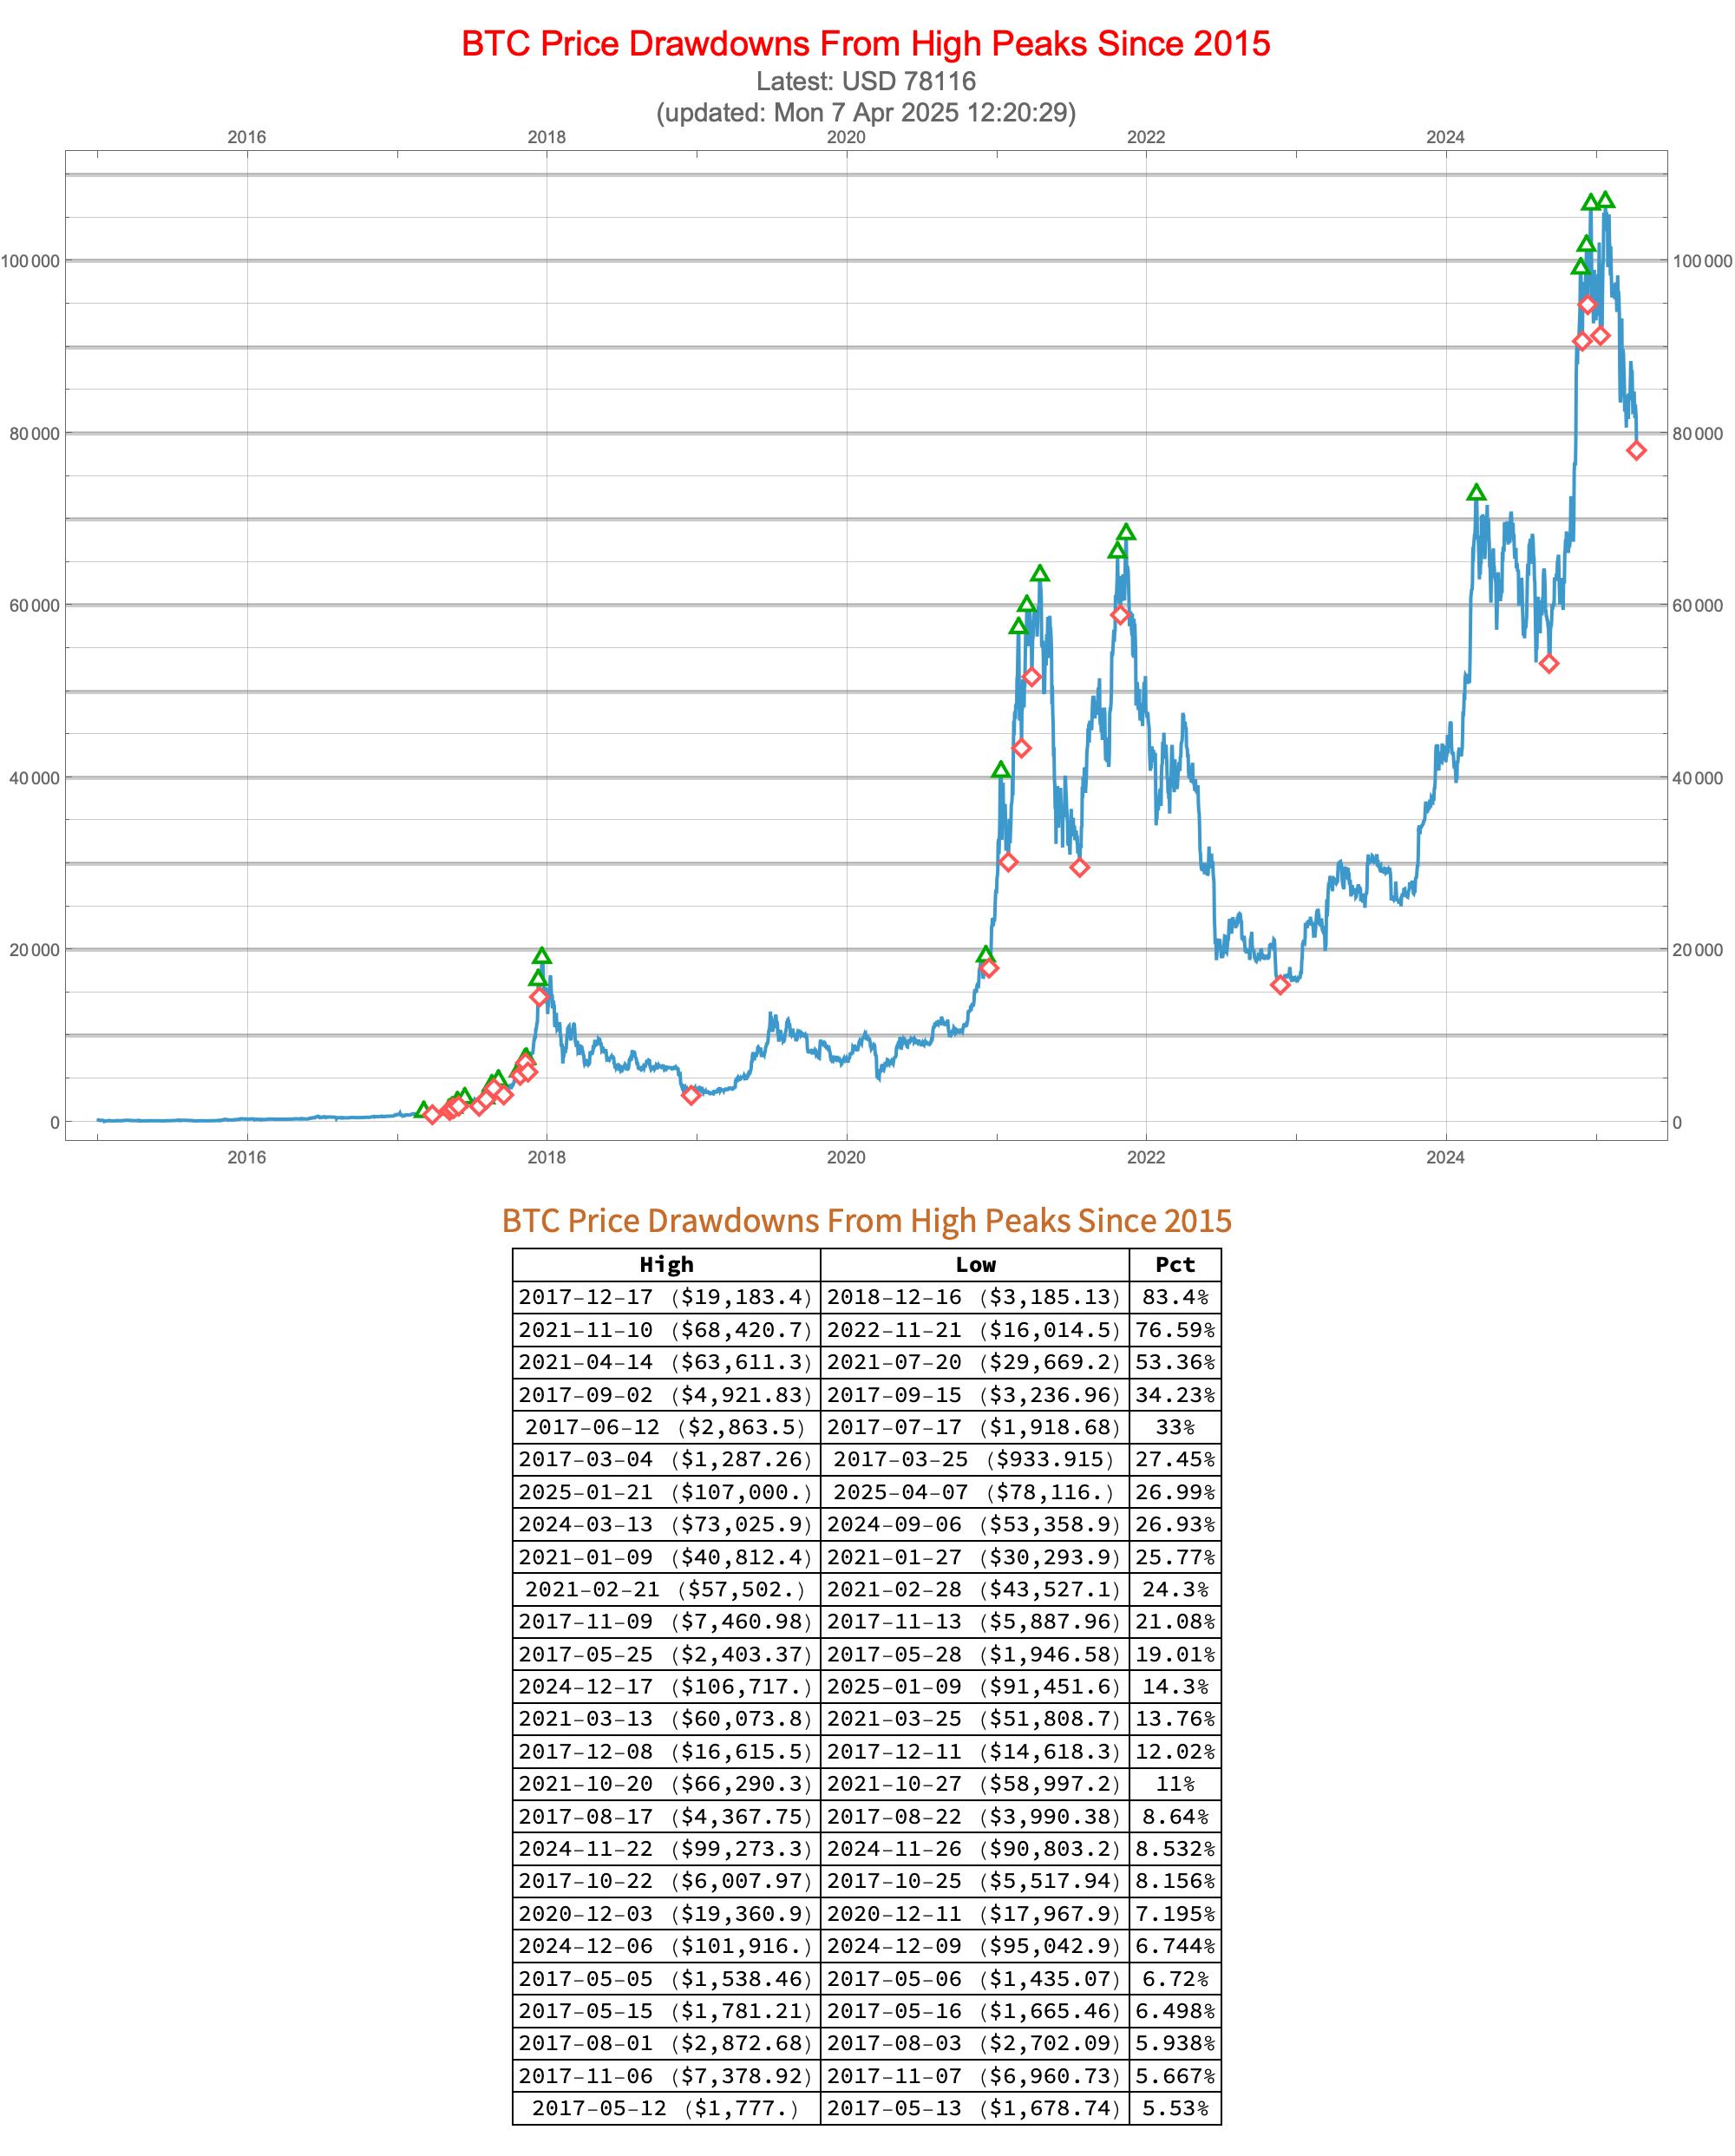 BTC Price Drawdowns From High Peaks Since 2015
Latest: USD 78116
(updated: Mon 7 Apr 2025 12:20:29)
2016 2018 2020 2022 2024
100 000 100 000
80 000 80 000
60 000 60 000
40 000 40 000
20 000 20 000
0 0
2016 2018 2020 2022 2024
BTC Price Drawdowns From High Peaks Since 2015
High Low Pct
2017-12-17 ($19,183.4) 2018-12-16 ($3,185.13) 83.4%
2021-11-10 ($68,420.7) 2022-11-21 ($16,014.5) 76.59%
2021-04-14 ($63,611.3) 2021-07-20 ($29,669.2) 53.36%
2017-09-02 ($4,921.83) 2017-09-15 ($3,236.96) 34.23%
2017-06-12 ($2,863.5) 2017-07-17 ($1,918.68) 33%
2017-03-04 ($1,287.26) 2017-03-25 ($933.915) 27.45%
2025-01-21 ($107,000.) 2025-04-07 ($78,116.) 26.99%
2024-03-13 ($73,025.9) 2024-09-06 ($53,358.9) 26.93%
2021-01-09 ($40,812.4) 2021-01-27 ($30,293.9) 25.77%
2021-02-21 ($57,502.) 2021-02-28 ($43,527.1) 24.3%
2017-11-09 ($7,460.98) 2017-11-13 ($5,887.96) 21.08%
2017-05-25 ($2,403.37) 2017-05-28 ($1,946.58) 19.01%
2024-12-17 ($106,717.) 2025-01-09 ($91,451.6) 14.3%
2021-03-13 ($60,073.8) 2021-03-25 ($51,808.7) 13.76%
2017-12-08 ($16,615.5) 2017-12-11 ($14,618.3) 12.02%
2021-10-20 ($66,290.3) 2021-10-27 ($58,997.2) 11%
2017-08-17 ($4,367.75) 2017-08-22 ($3,990.38) 8.64%
2024-11-22 ($99,273.3) 2024-11-26 ($90,803.2) 8.532%
2017-10-22 ($6,007.97) 2017-10-25 ($5,517.94) 8.156%
2020-12-03 ($19,360.9) 2020-12-11 ($17,967.9) 7.195%
2024-12-06 ($101,916.) 2024-12-09 ($95,042.9) 6.744%
2017-05-05 ($1,538.46) 2017-05-06 ($1,435.07) 6.72%
2017-05-15 ($1,781.21) 2017-05-16 ($1,665.46) 6.498%
2017-08-01 ($2,872.68) 2017-08-03 ($2,702.09) 5.938%
2017-11-06 ($7,378.92) 2017-11-07 ($6,960.73) 5.667%
2017-05-12 ($1,777.) 2017-05-13 ($1,678.74) 5.53%